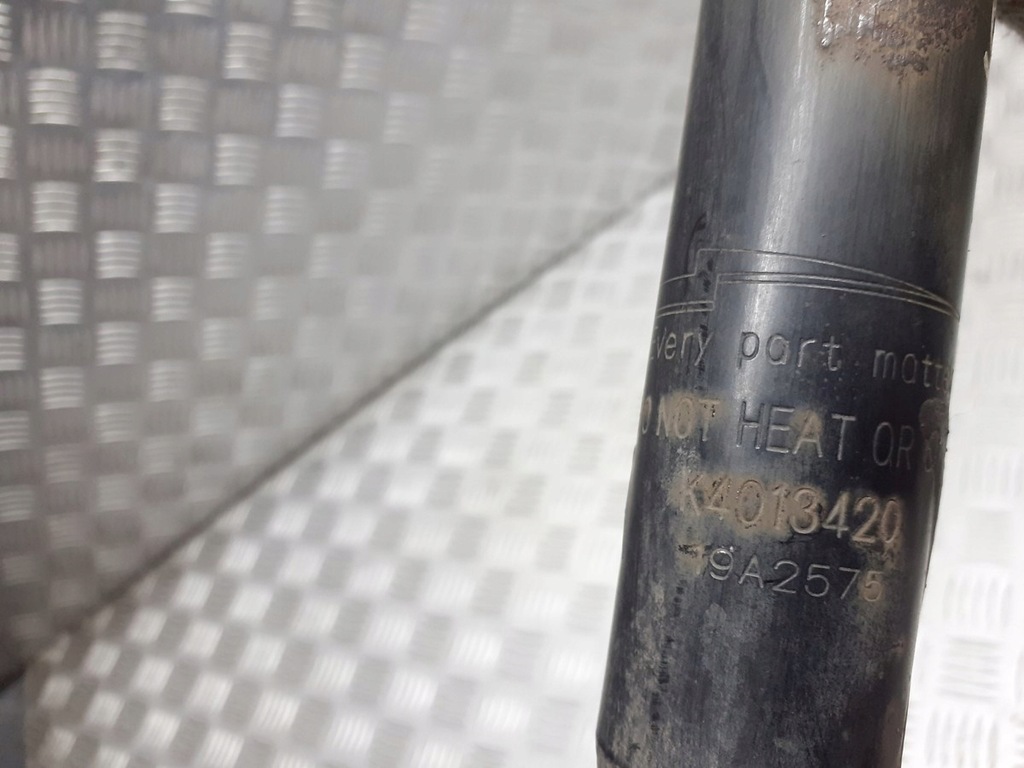 very part matte
NOT HEAT OR
K4013420
9A2575